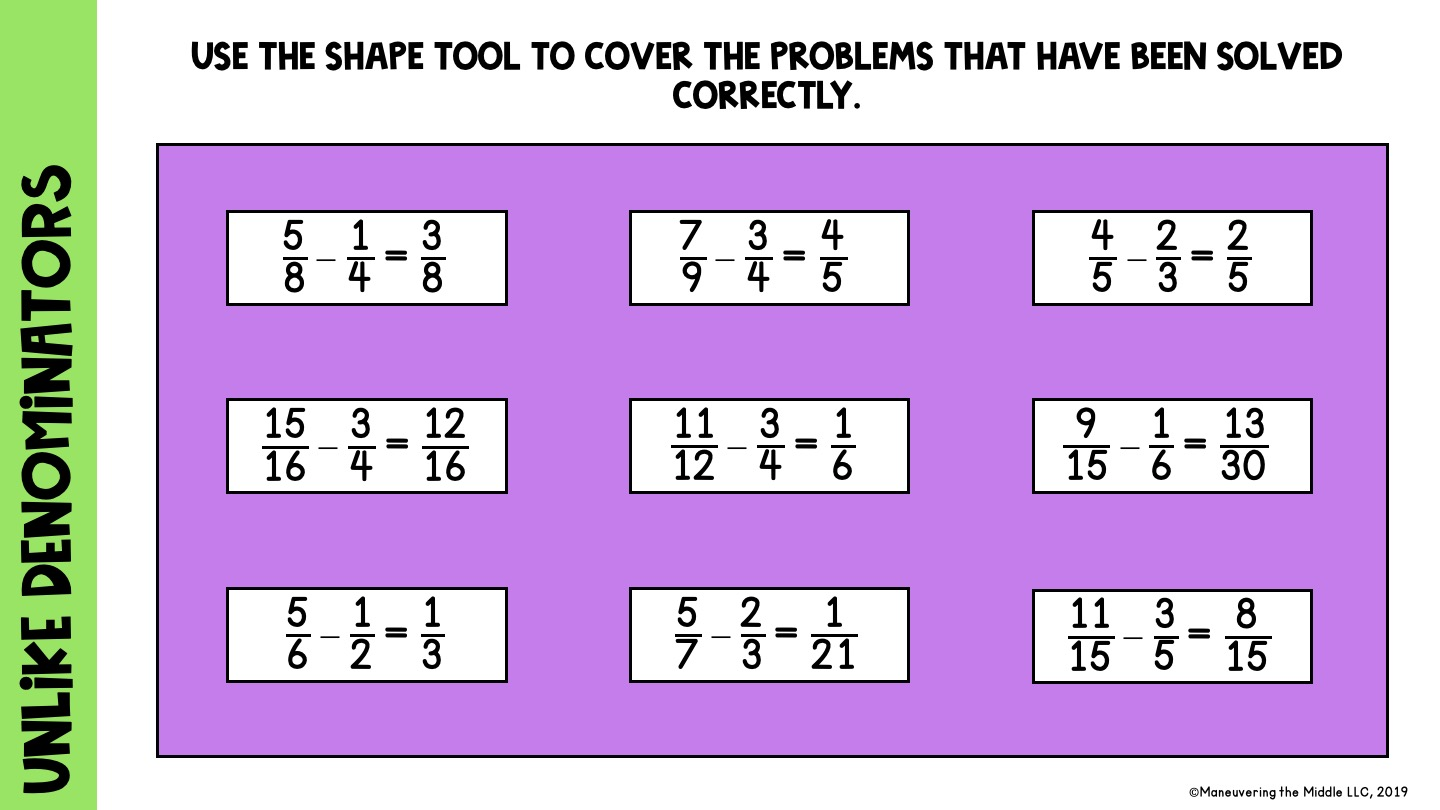 USE THE SHAPE TOOL TO COVER THE PROBLEMS THAT HAVE BEEN SOLVED
CORRECTLY.
UNLIKE DENOMINATORS
5/8 − 1/4 = 3/8
7/9 − 3/4 = 4/5
4/5 − 2/3 = 2/5
15/16 − 3/4 = 12/16
11/12 − 3/4 = 1/6
9/15 − 1/6 = 13/30
5/6 − 1/2 = 1/3
5/7 − 2/3 = 1/21
11/15 − 3/5 = 8/15
©Maneuvering the Middle LLC, 2019